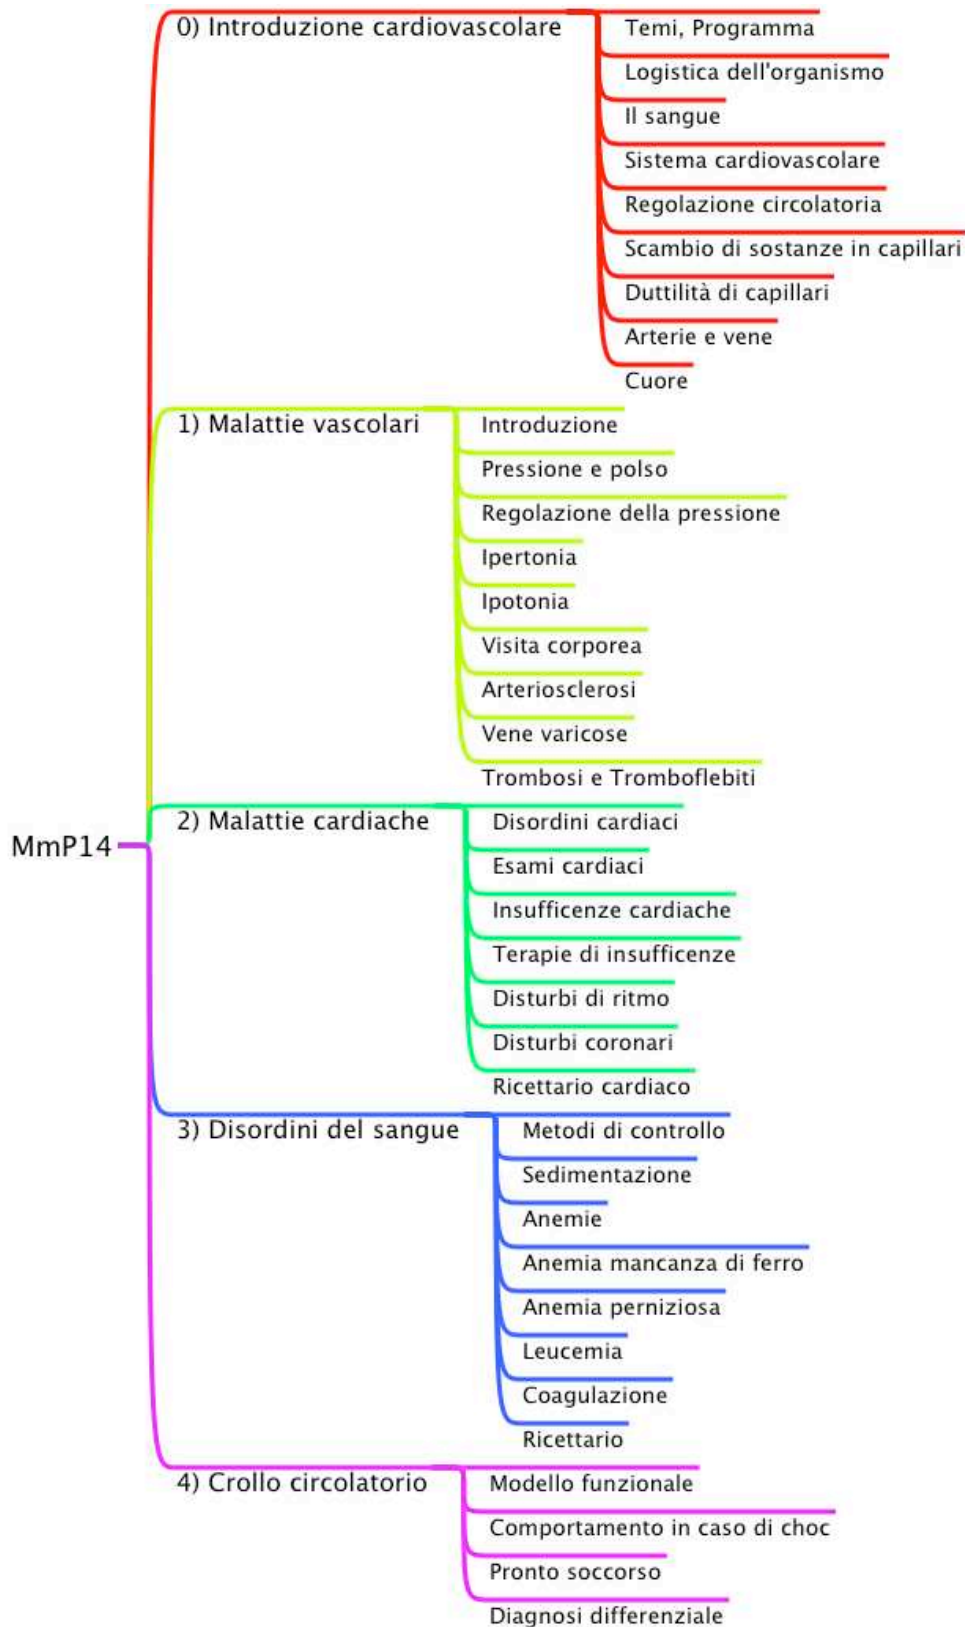 0) Introduzione cardiovascolare
Temi, Programma
Logistica dell'organismo
Il sangue
Sistema cardiovascolare
Regolazione circolatoria
Scambio di sostanze in capillari
Duttilità di capillari
Arterie e vene
Cuore
1) Malattie vascolari
Introduzione
Pressione e polso
Regolazione della pressione
Ipertonia
Ipotonia
Visita corporea
Arteriosclerosi
Vene varicose
Trombosi e Tromboflebiti
MmP14
2) Malattie cardiache
Disordini cardiaci
Esami cardiaci
Insufficenze cardiache
Terapie di insufficenze
Disturbi di ritmo
Disturbi coronari
Ricettario cardiaco
3) Disordini del sangue
Metodi di controllo
Sedimentazione
Anemie
Anemia mancanza di ferro
Anemia perniziosa
Leucemia
Coagulazione
Ricettario
4) Crollo circolatorio
Modello funzionale
Comportamento in caso di choc
Pronto soccorso
Diagnosi differenziale